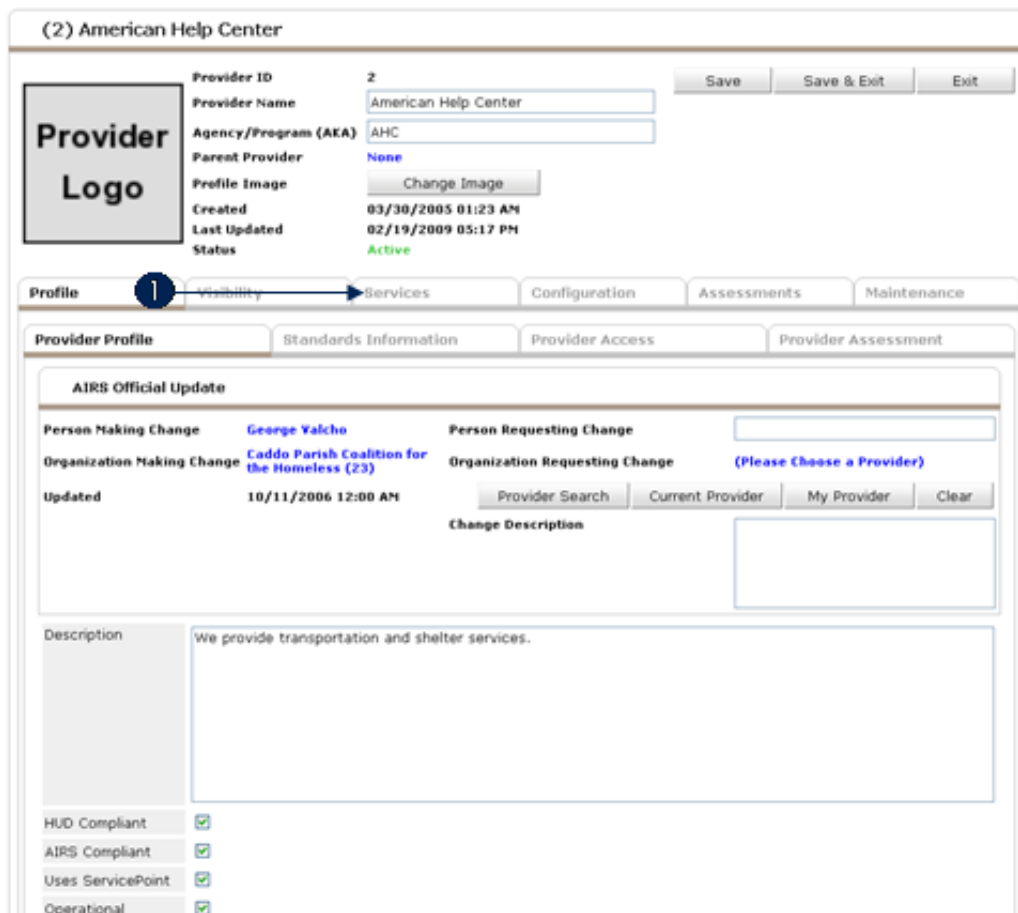 (2) American Help Center
Provider Logo
Provider ID 2
Save Save & Exit Exit
Provider Name American Help Center
Agency/Program (AKA) AHC
Parent Provider None
Profile Image Change Image
Created 03/30/2005 01:23 AM
Last Updated 02/19/2009 05:17 PM
Status Active
Profile 1 Visibility Services Configuration Assessments Maintenance
Provider Profile Standards Information Provider Access Provider Assessment
AIRS Official Update
Person Making Change George Valcho Person Requesting Change
Organization Making Change Caddo Parish Coalition for the Homeless (23) Organization Requesting Change (Please Choose a Provider)
Updated 10/11/2006 12:00 AM Provider Search Current Provider My Provider Clear
Change Description
Description We provide transportation and shelter services.
HUD Compliant
AIRS Compliant
Uses ServicePoint
Operational